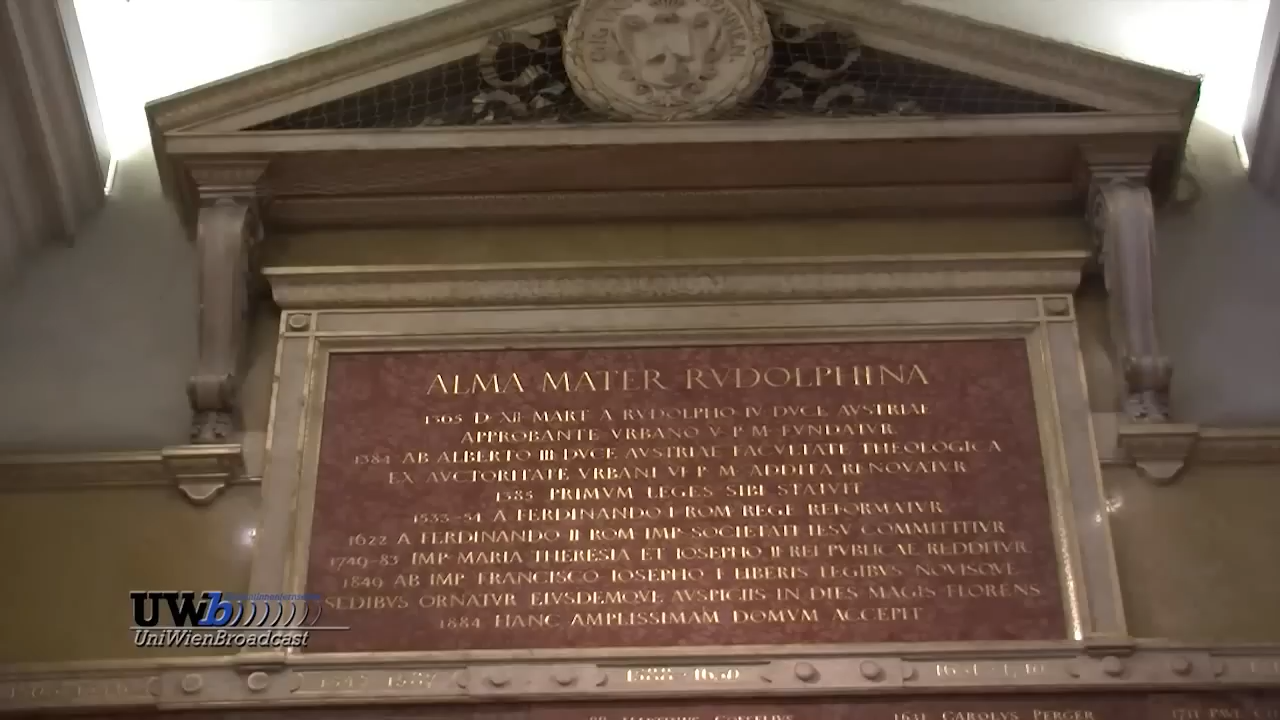 ALMA MATER RVDOLPHINA
1365 D·XII·MART·A RVDOLPHO·IV DVCE AVSTRIAE
APPROBANTE VRBANO V·P·M·FVNDATVR
1384 AB ALBERTO III DVCE AVSTRIAE FACVLTATE THEOLOGICA
EX AVCTORITATE VRBANI VI P M ADDITA RENOVATVR
1385 PRIMVM LEGES SIBI STATVIT
1533-54 A FERDINANDO I ROM REGE REFORMATVR
1622 A FERDINANDO II ROM IMP SOCIETATI IESV COMMITTITVR
1749-83 IMP MARIA THERESIA ET IOSEPHO II REI PVBLICAE REDDITVR
1849 AB IMP FRANCISCO IOSEPHO I LIBERIS LEGIBVS NOVISQVE
SEDIBVS ORNATVR EIVSDEMQVE AVSPICIIS IN DIES MAGIS FLORENS
1884 HANC AMPLISSIMAM DOMVM ACCEPIT
UWb
UniWienBroadcast
1588-1650
1631 CAROLVS PERGER